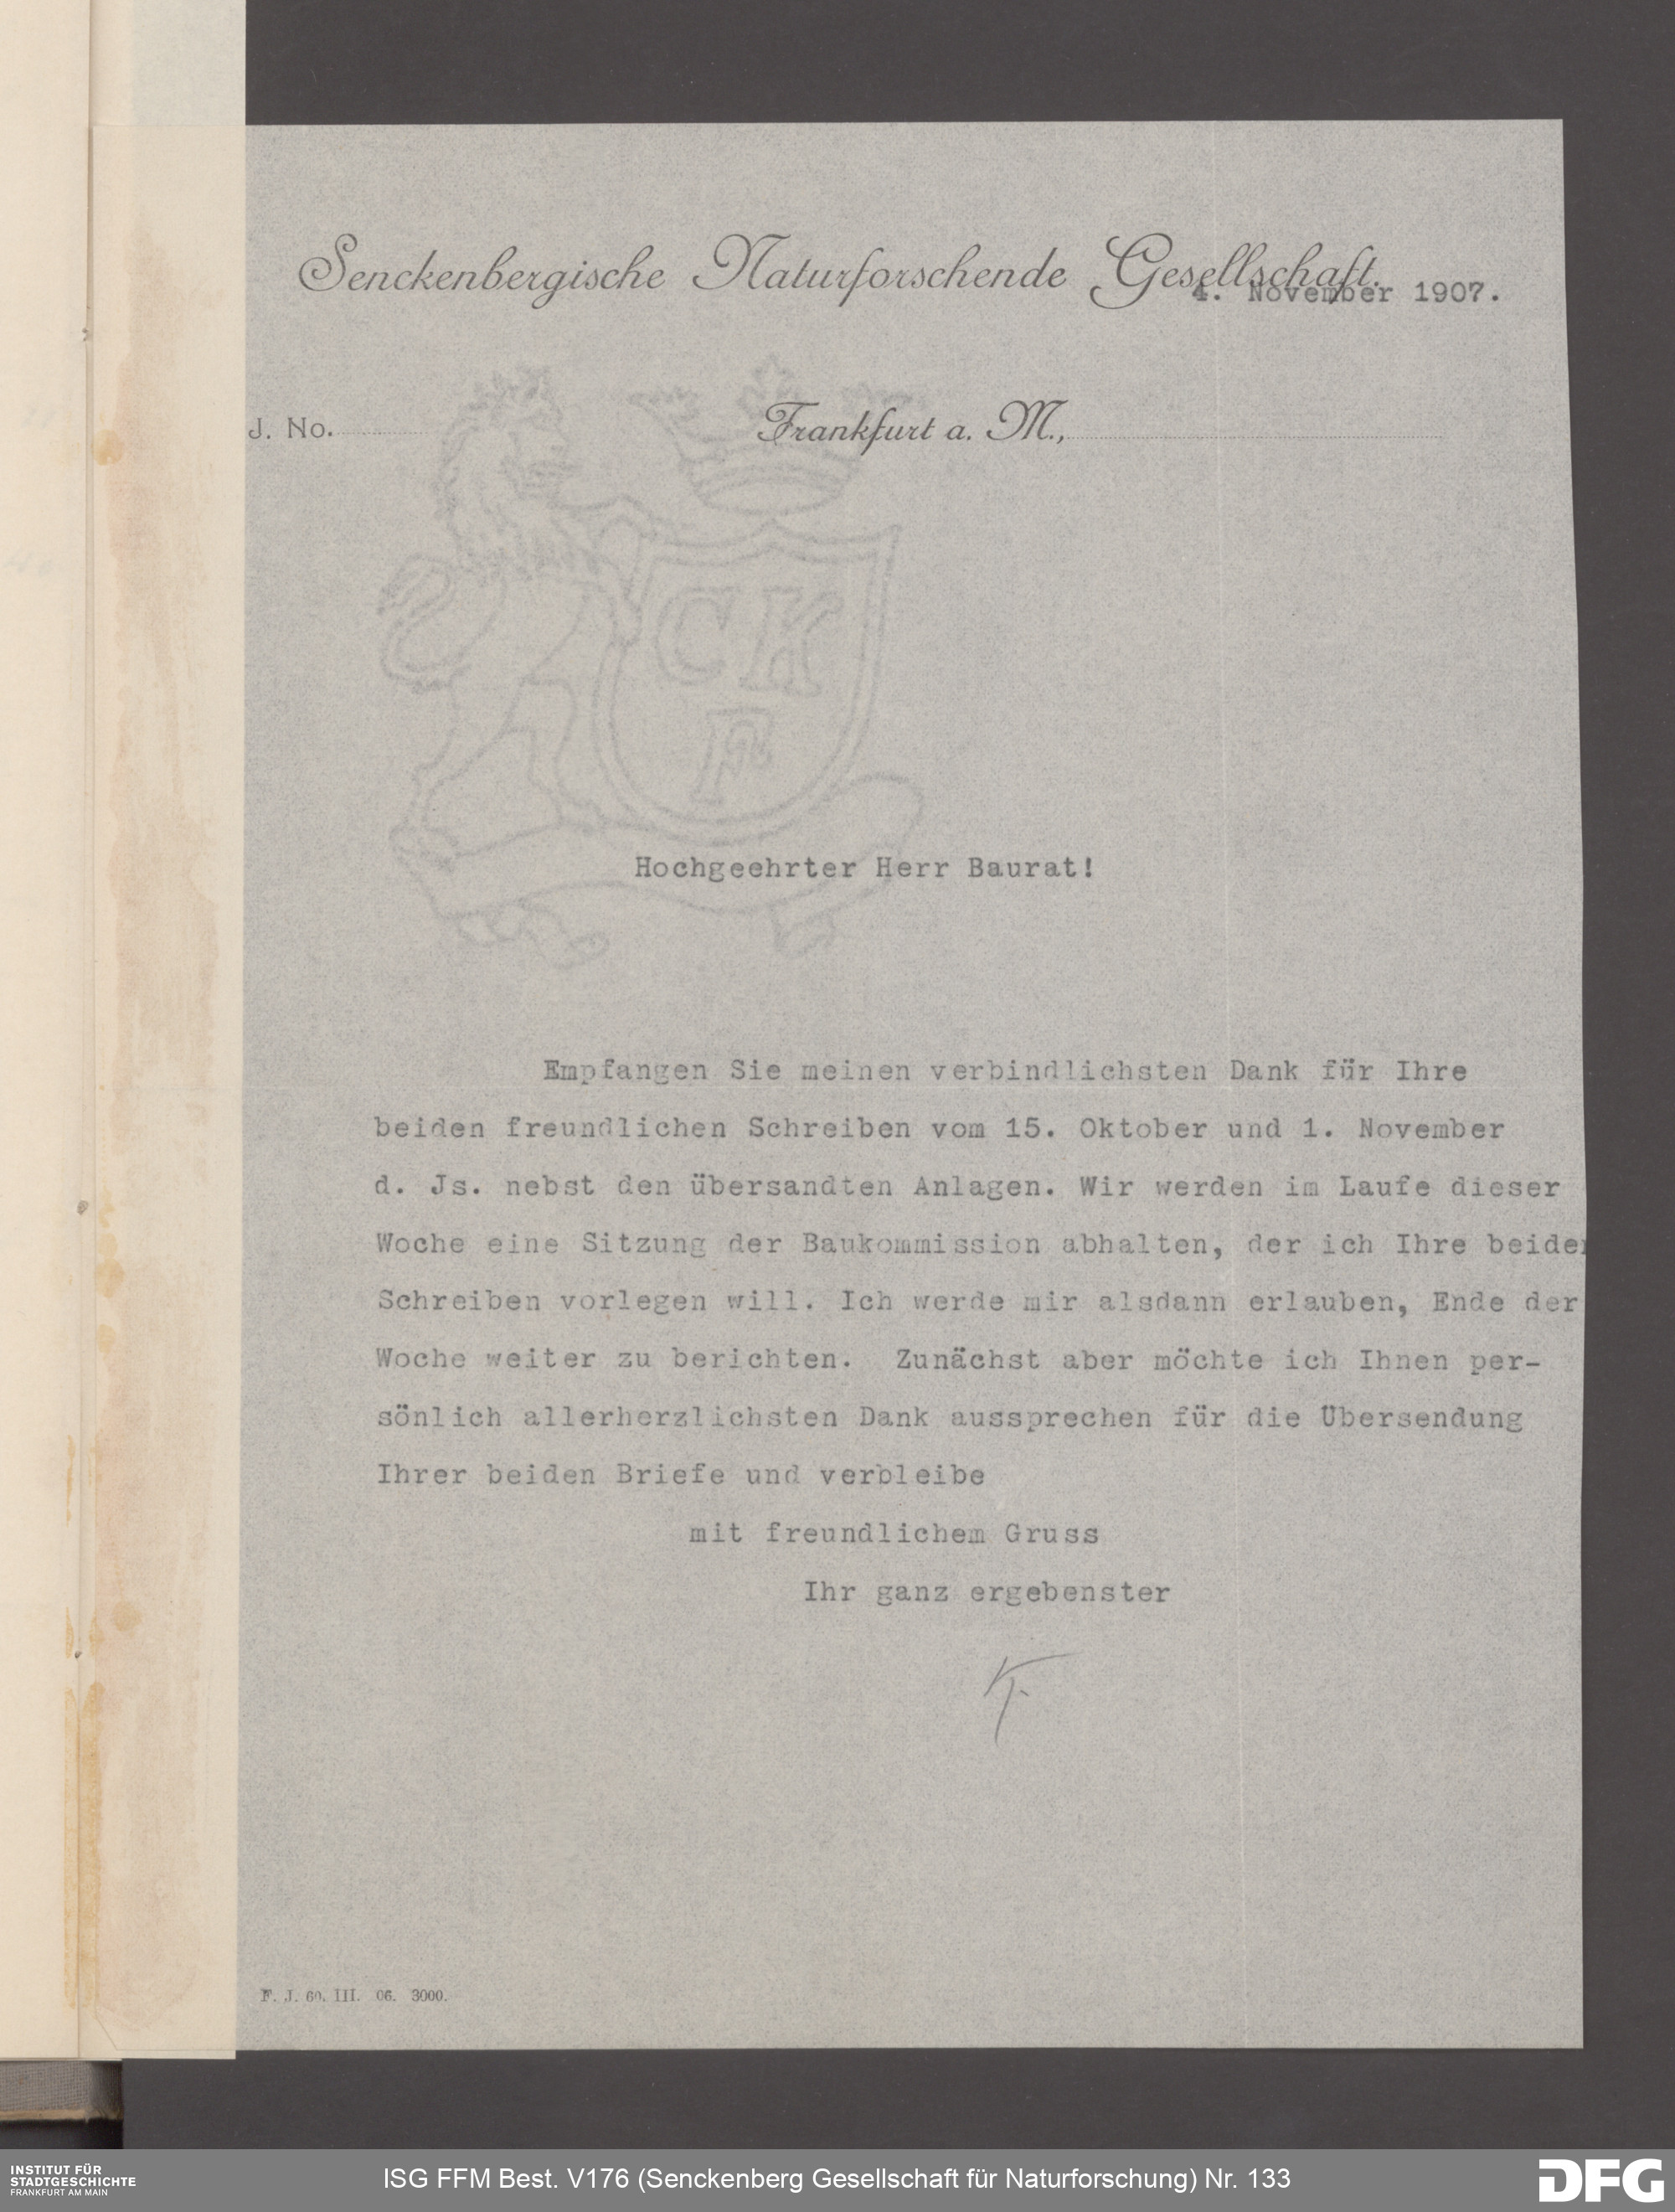 Senckenbergische Naturforschende Gesellschaft.
4. November 1907.
J. No.
Frankfurt a. M.,
CK
F
Hochgeehrter Herr Baurat!
Empfangen Sie meinen verbindlichsten Dank für Ihre
beiden freundlichen Schreiben vom 15. Oktober und 1. November
d. Js. nebst den übersandten Anlagen. Wir werden im Laufe dieser
Woche eine Sitzung der Baukommission abhalten, der ich Ihre beiden
Schreiben vorlegen will. Ich werde mir alsdann erlauben, Ende der
Woche weiter zu berichten. Zunächst aber möchte ich Ihnen per-
sönlich allerherzlichsten Dank aussprechen für die Übersendung
Ihrer beiden Briefe und verbleibe
mit freundlichem Gruss
Ihr ganz ergebenster
F. J. 60. III. 06. 3000.
INSTITUT FÜR
STADTGESCHICHTE
FRANKFURT AM MAIN
ISG FFM Best. V176 (Senckenberg Gesellschaft für Naturforschung) Nr. 133
DFG